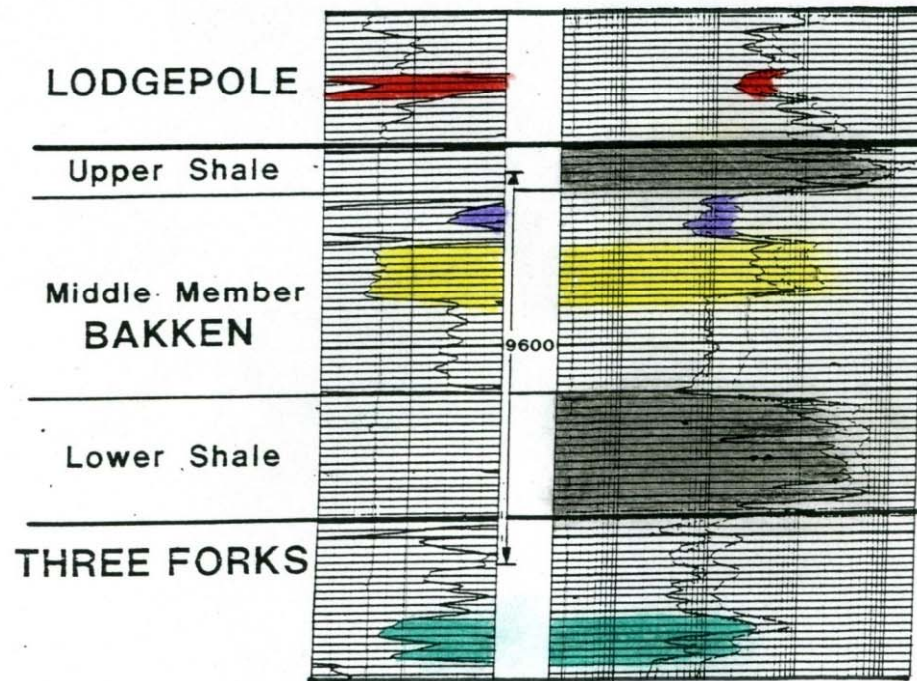 LODGEPOLE
Upper Shale
Middle Member
BAKKEN
9600
Lower Shale
THREE FORKS